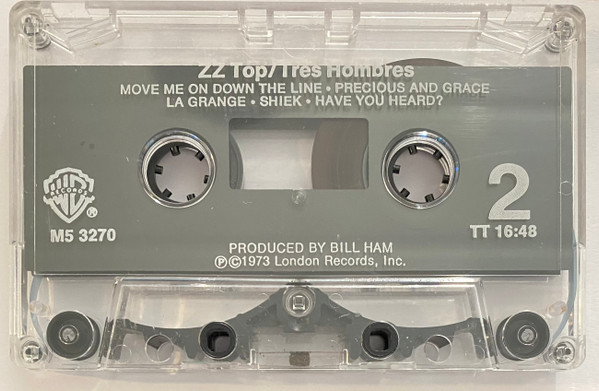 ZZ Top/Tres Hombres
MOVE ME ON DOWN THE LINE • PRECIOUS AND GRACE
LA GRANGE • SHIEK • HAVE YOU HEARD?
WB
RECORDS
®
M5 3270
2
TT 16:48
PRODUCED BY BILL HAM
℗©1973 London Records, Inc.